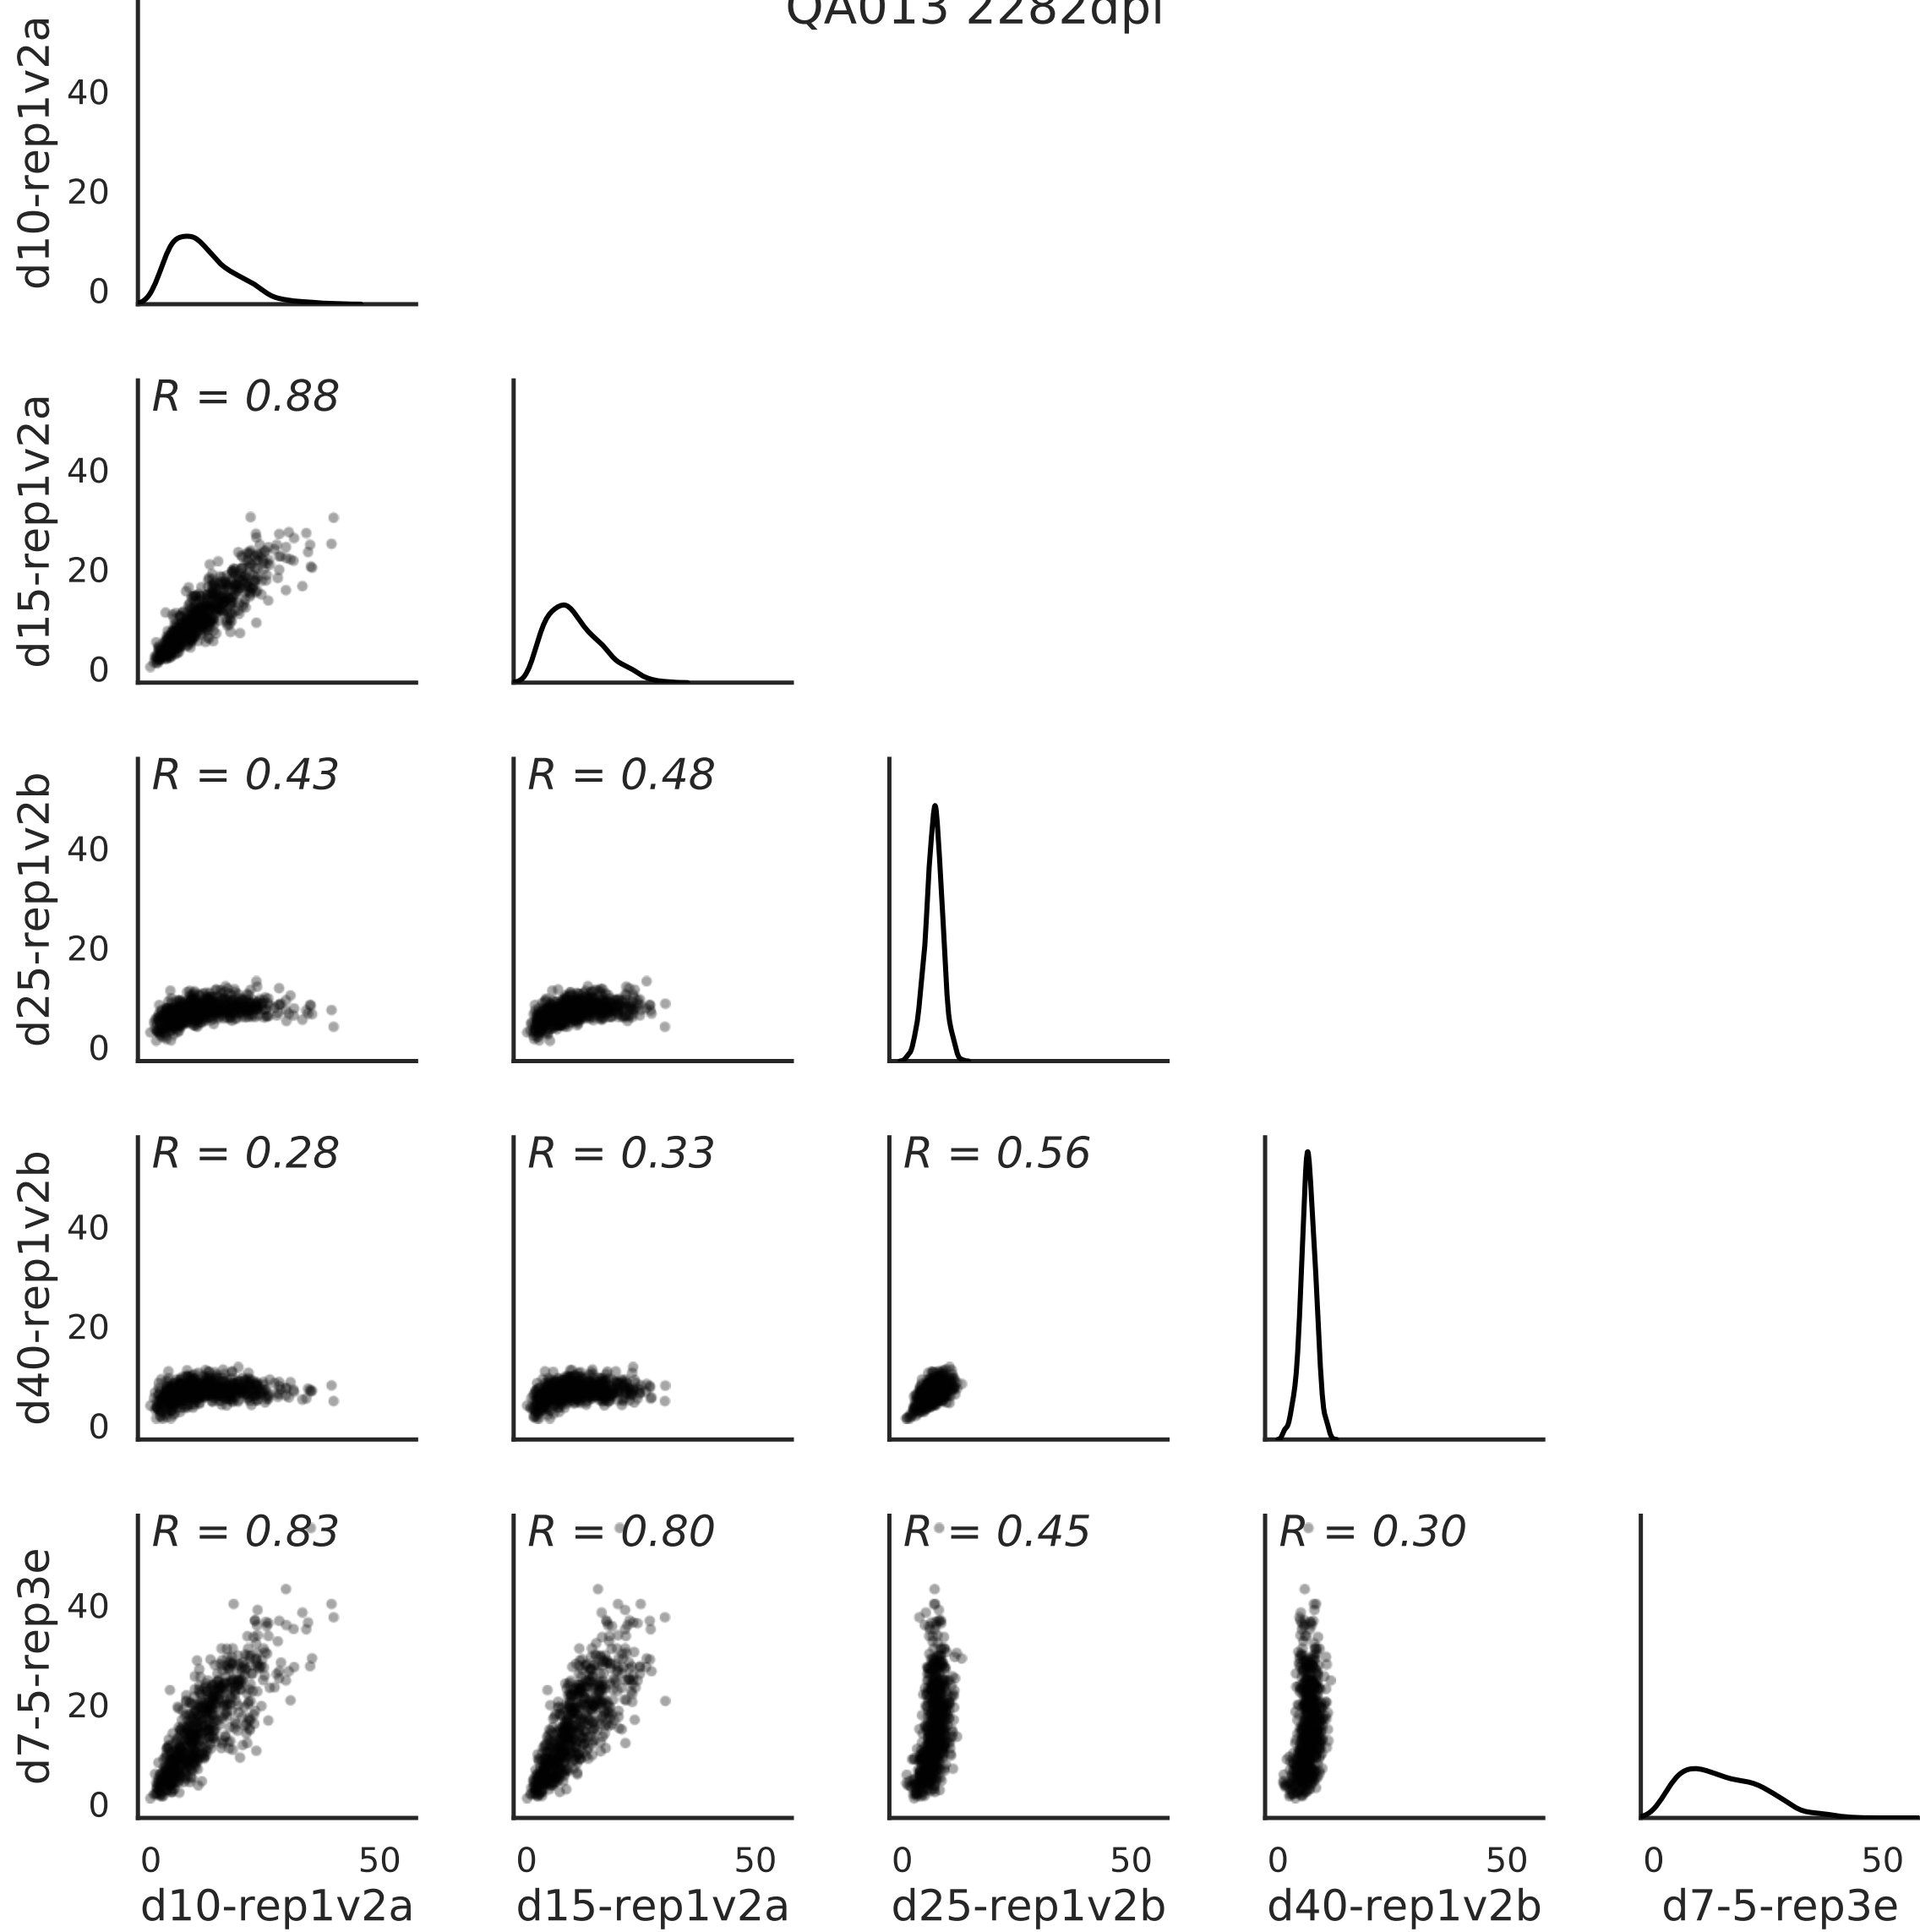 QA013 2282dpi
d10-rep1v2a
40
20
0
d15-rep1v2a
40
20
0
R = 0.88
d25-rep1v2b
40
20
0
R = 0.43
R = 0.48
d40-rep1v2b
40
20
0
R = 0.28
R = 0.33
R = 0.56
d7-5-rep3e
40
20
0
R = 0.83
R = 0.80
R = 0.45
R = 0.30
0 50 0 50 0 50 0 50 0 50
d10-rep1v2a d15-rep1v2a d25-rep1v2b d40-rep1v2b d7-5-rep3e